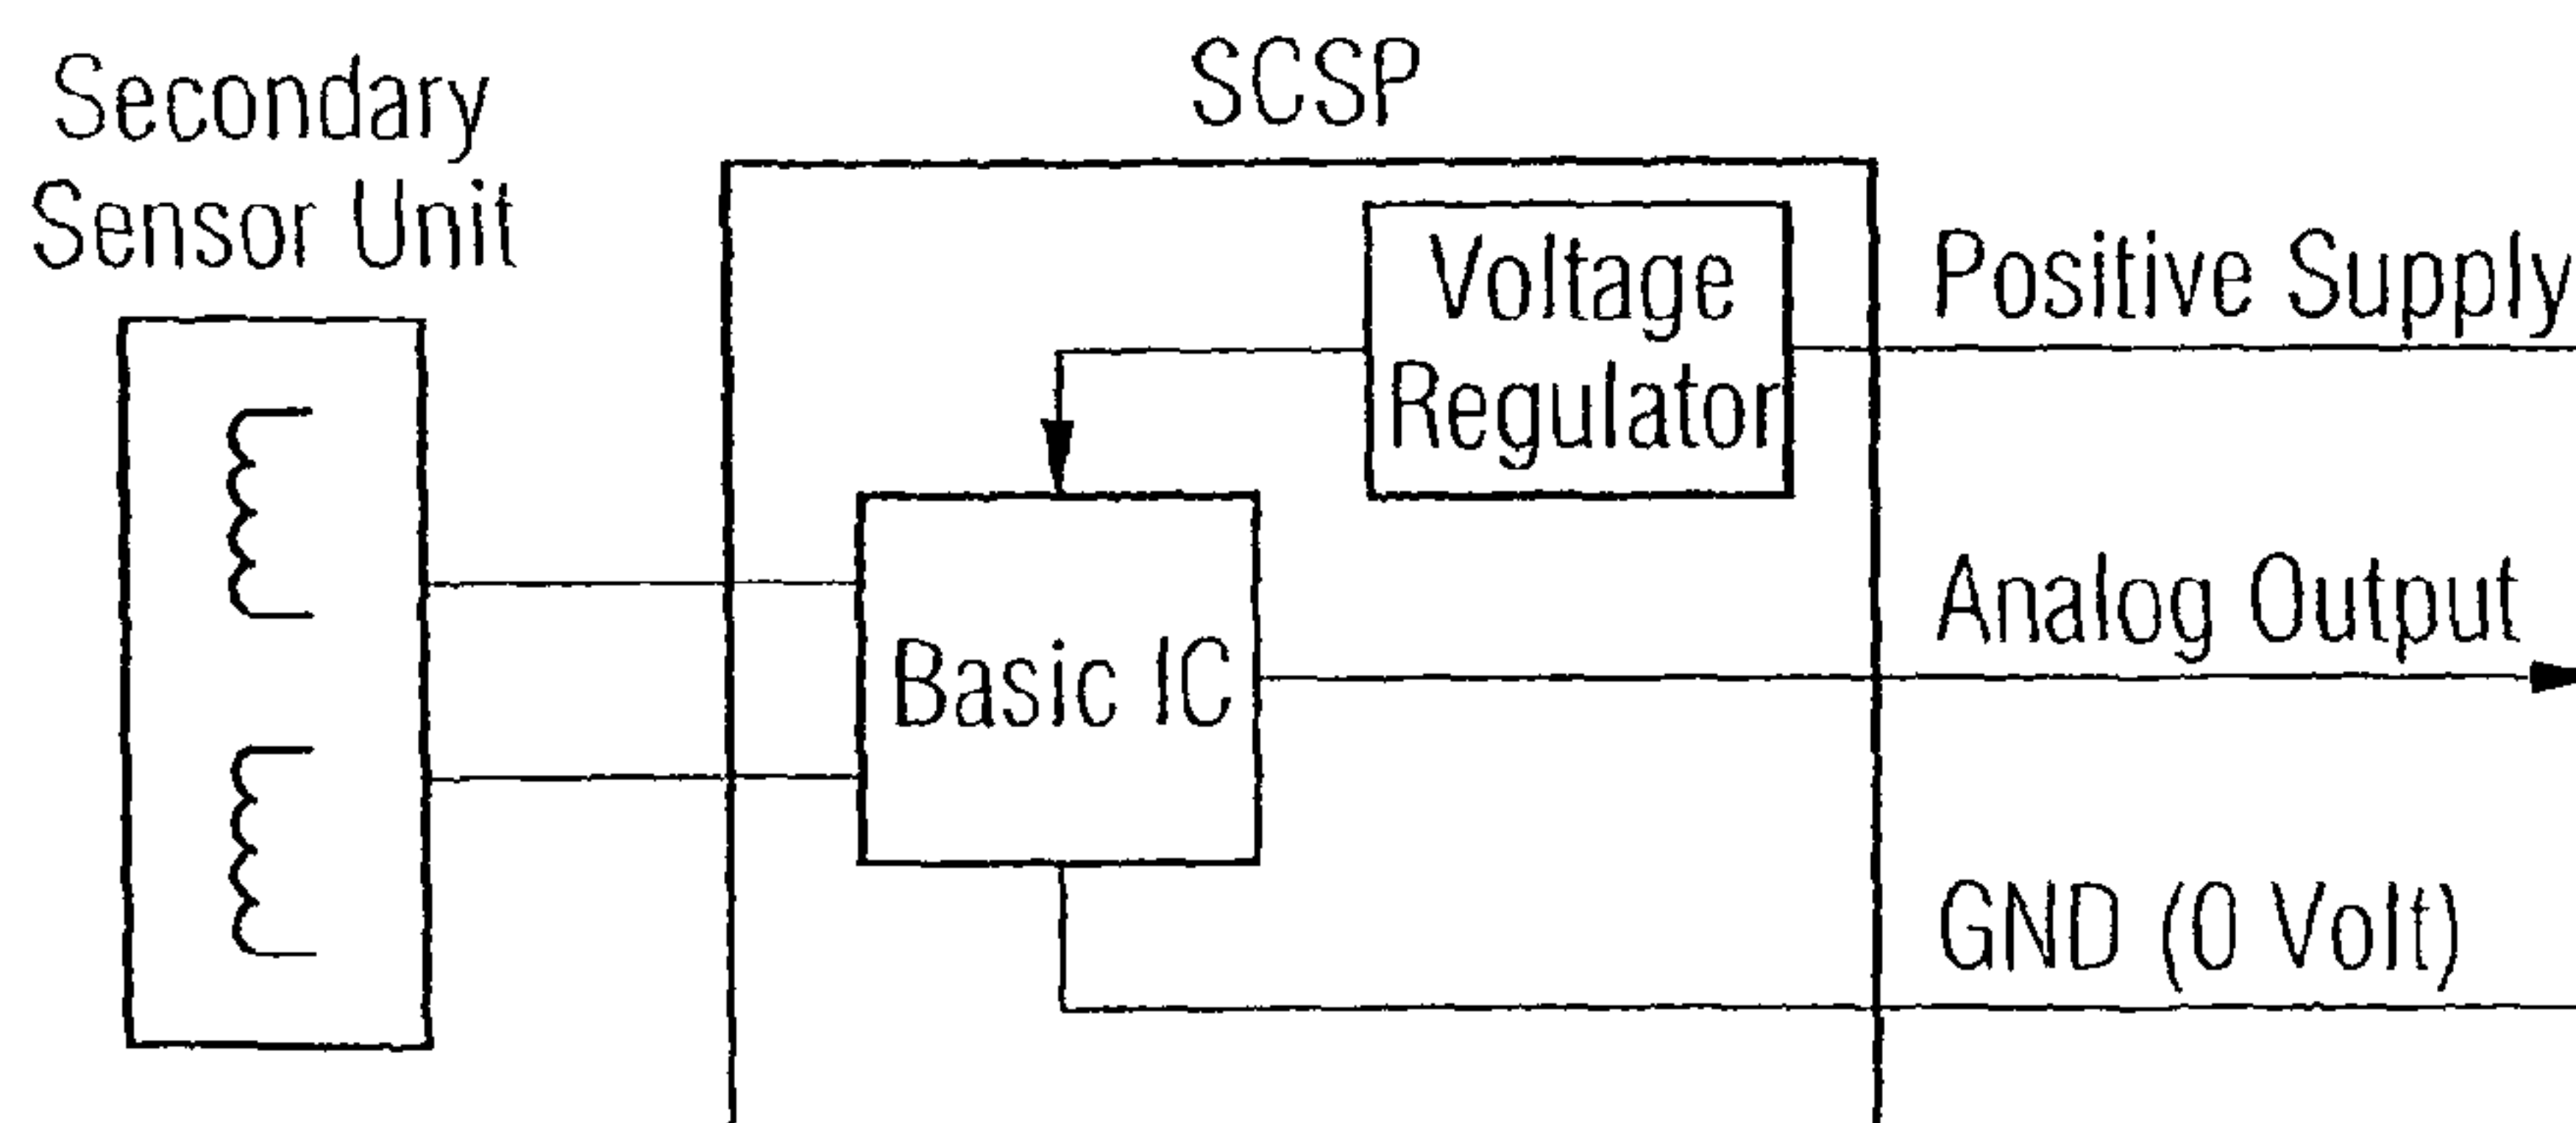 Secondary
Sensor Unit
SCSP
Voltage
Regulator
Positive Supply
Basic IC
Analog Output
GND (0 Volt)